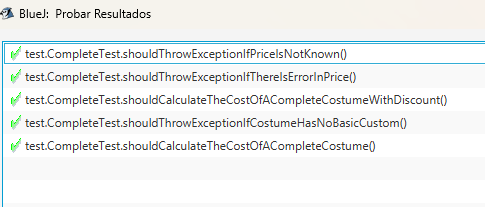 BlueJ: Probar Resultados
test.CompleteTest.shouldThrowExceptionIfPriceIsNotKnown()
test.CompleteTest.shouldThrowExceptionIfThereIsErrorInPrice()
test.CompleteTest.shouldCalculateTheCostOfACompleteCostumeWithDiscount()
test.CompleteTest.shouldThrowExceptionIfCostumeHasNoBasicCustom()
test.CompleteTest.shouldCalculateTheCostOfACompleteCostume()